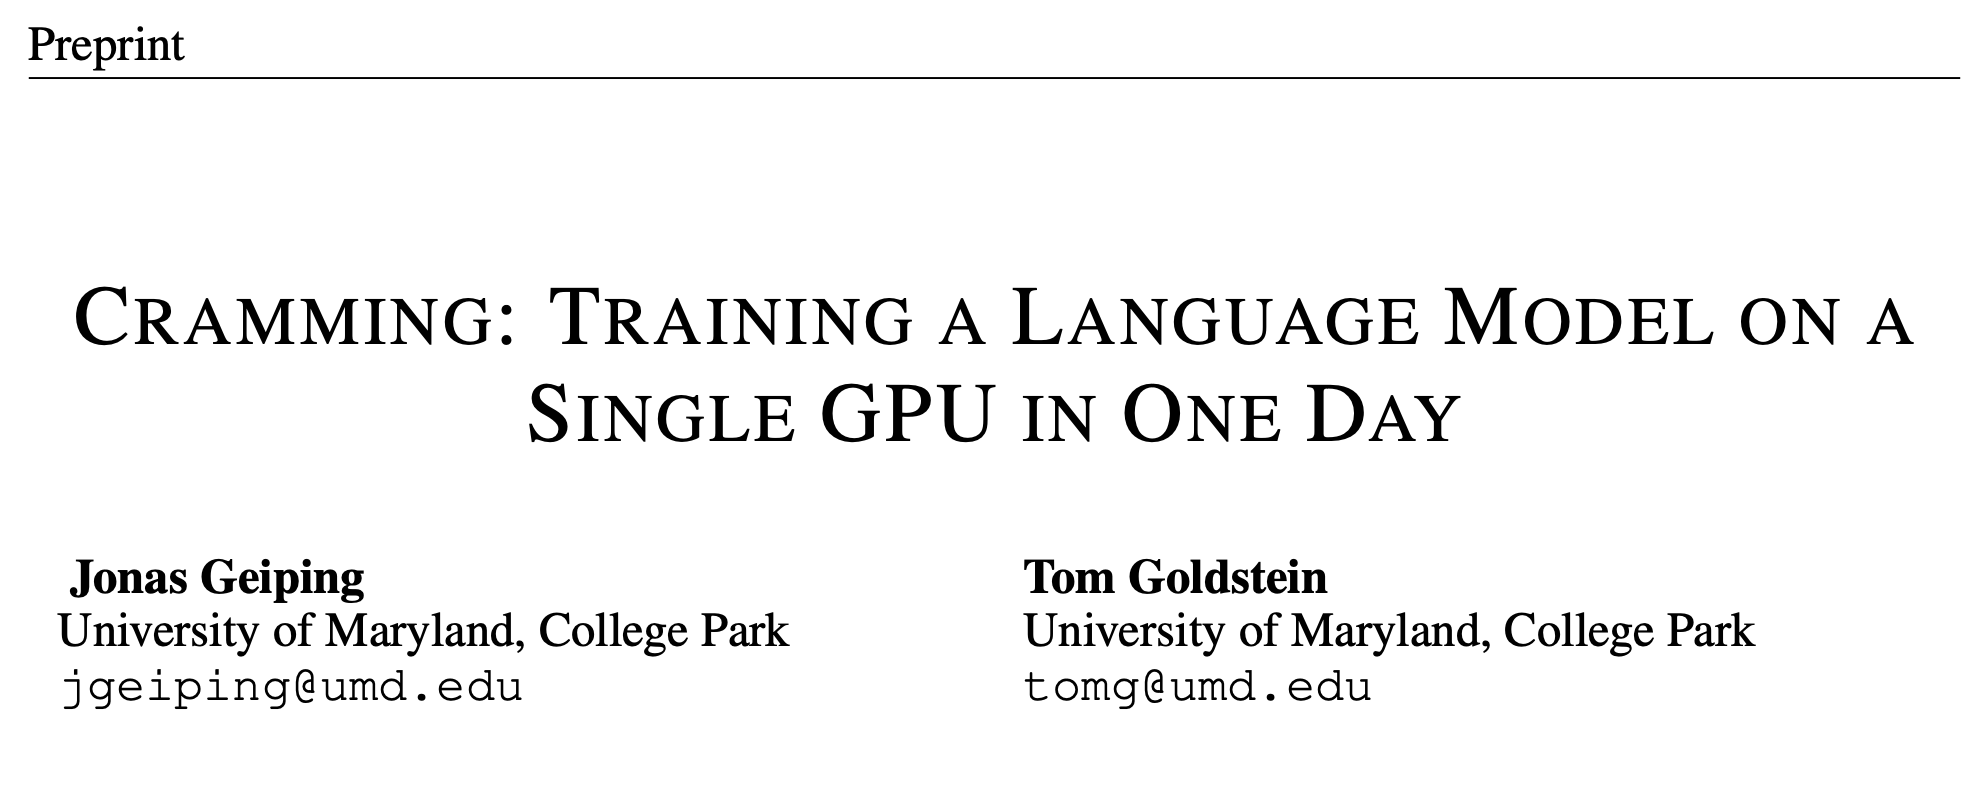 Preprint
CRAMMING: TRAINING A LANGUAGE MODEL ON A
SINGLE GPU IN ONE DAY
Jonas Geiping
University of Maryland, College Park
jgeiping@umd.edu
Tom Goldstein
University of Maryland, College Park
tomg@umd.edu